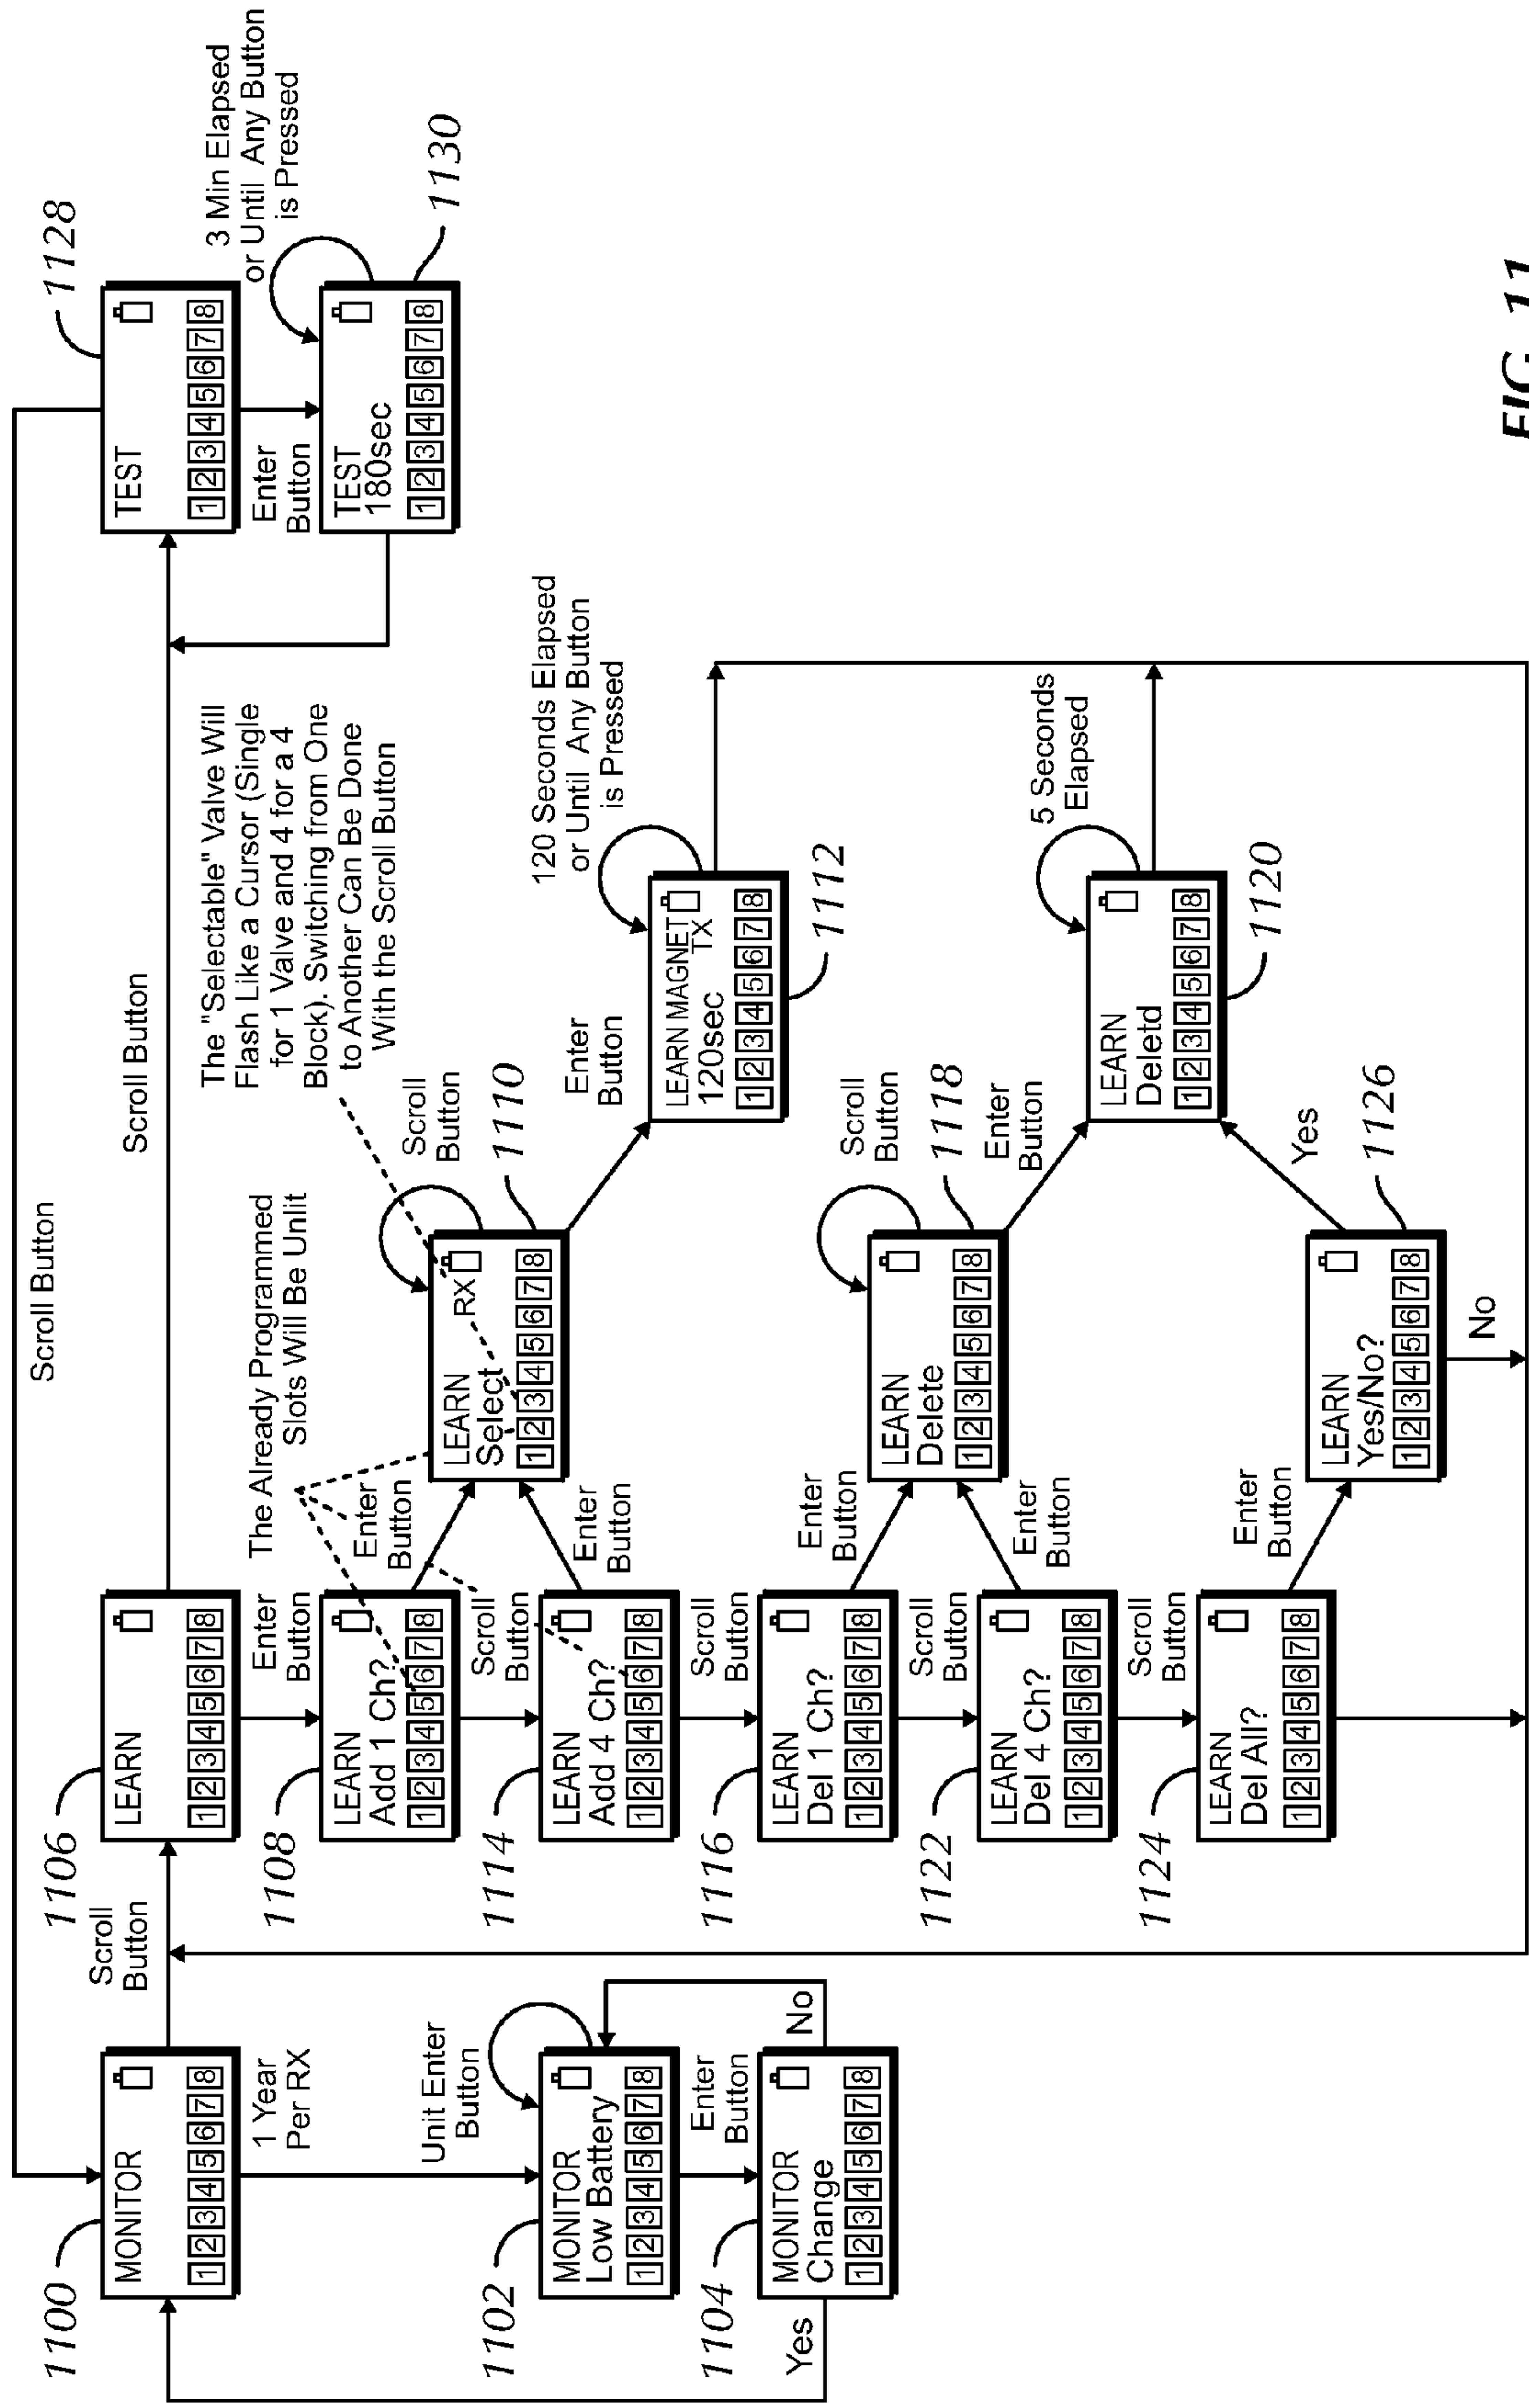 Scroll Button
1100
MONITOR
1 2 3 4 5 6 7 8
Scroll
Button
1 Year
Per RX
1102
Unit Enter
Button
MONITOR
Low Battery
1 2 3 4 5 6 7 8
Enter
Button
1104
MONITOR
Change
1 2 3 4 5 6 7 8
Yes
No
1106
LEARN
1 2 3 4 5 6 7 8
Scroll Button
Enter
Button
1108
LEARN
Add 1 Ch?
1 2 3 4 5 6 7 8
Enter
Button
Scroll
Button
1114
LEARN
Add 4 Ch?
1 2 3 4 5 6 7 8
Enter
Button
Scroll
Button
1116
LEARN
Del 1 Ch?
1 2 3 4 5 6 7 8
Enter
Button
Scroll
Button
1122
LEARN
Del 4 Ch?
1 2 3 4 5 6 7 8
Enter
Button
Scroll
Button
1124
LEARN
Del All?
1 2 3 4 5 6 7 8
Enter
Button
The Already Programmed
Slots Will Be Unlit
The "Selectable" Valve Will
Flash Like a Cursor (Single
for 1 Valve and 4 for a 4
Block). Switching from One
to Another Can Be Done
With the Scroll Button
LEARN
Select
RX
1 2 3 4 5 6 7 8
Scroll
Button
1110
Enter
Button
LEARN
Delete
1 2 3 4 5 6 7 8
Scroll
Button
1118
Enter
Button
LEARN
Yes/No?
1 2 3 4 5 6 7 8
1126
Yes
No
120 Seconds Elapsed
or Until Any Button
is Pressed
LEARN MAGNET
120sec
TX
1 2 3 4 5 6 7 8
1112
5 Seconds
Elapsed
LEARN
Deletd
1 2 3 4 5 6 7 8
1120
1128
TEST
1 2 3 4 5 6 7 8
Enter
Button
3 Min Elapsed
or Until Any Button
is Pressed
TEST
180sec
1 2 3 4 5 6 7 8
1130
FIG. 11